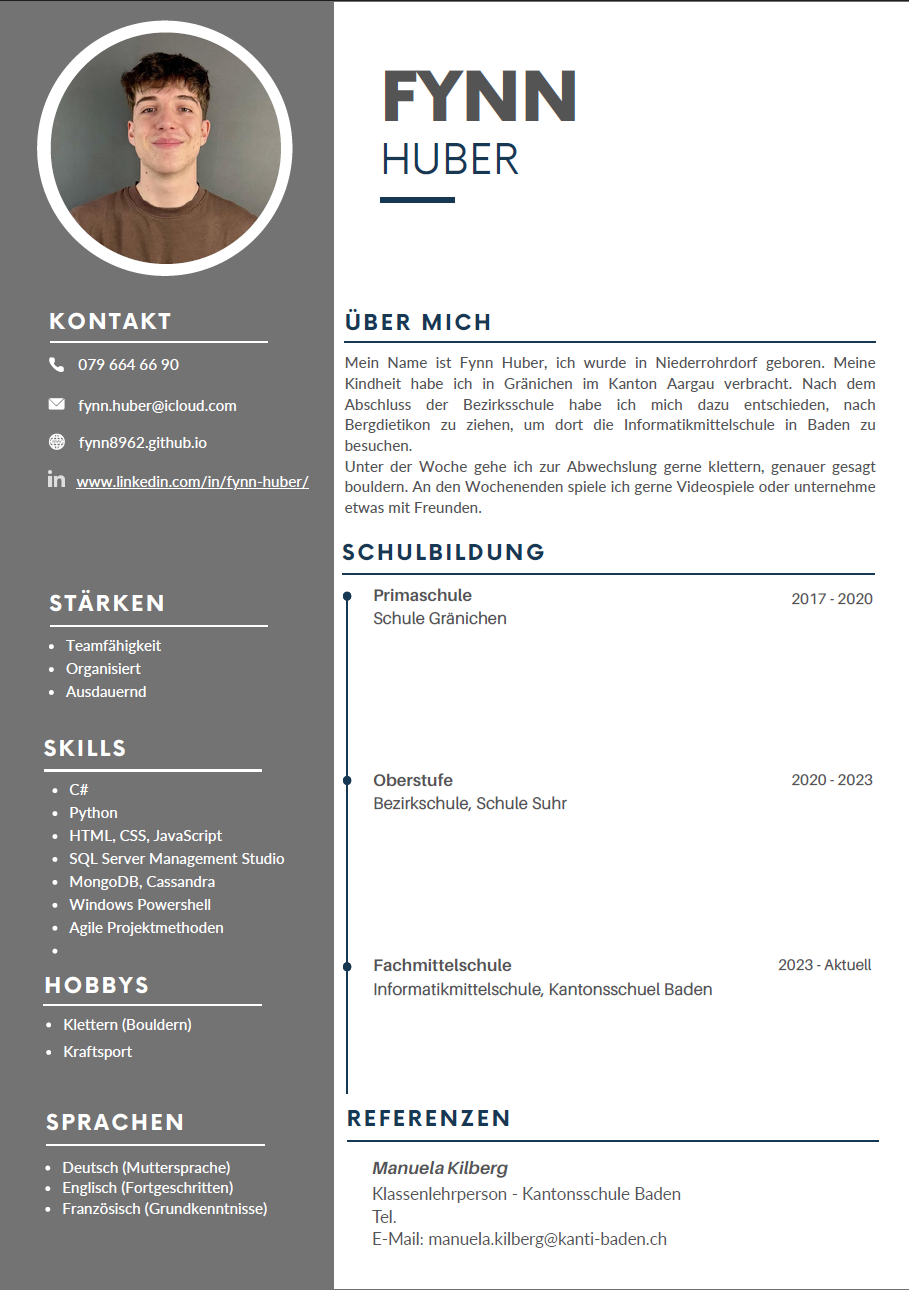 FYNN
HUBER
KONTAKT
079 664 66 90
fynn.huber@icloud.com
fynn8962.github.io
in www.linkedin.com/in/fynn-huber/
STÄRKEN
• Teamfähigkeit
• Organisiert
• Ausdauernd
SKILLS
• C#
• Python
• HTML, CSS, JavaScript
• SQL Server Management Studio
• MongoDB, Cassandra
• Windows Powershell
• Agile Projektmethoden
•
HOBBYS
• Klettern (Bouldern)
• Kraftsport
SPRACHEN
• Deutsch (Muttersprache)
• Englisch (Fortgeschritten)
• Französisch (Grundkenntnisse)
ÜBER MICH
Mein Name ist Fynn Huber, ich wurde in Niederrohrdorf geboren. Meine
Kindheit habe ich in Gränichen im Kanton Aargau verbracht. Nach dem
Abschluss der Bezirksschule habe ich mich dazu entschieden, nach
Bergdietikon zu ziehen, um dort die Informatikmittelschule in Baden zu
besuchen.
Unter der Woche gehe ich zur Abwechslung gerne klettern, genauer gesagt
bouldern. An den Wochenenden spiele ich gerne Videospiele oder unternehme
etwas mit Freunden.
SCHULBILDUNG
Primaschule 2017 - 2020
Schule Gränichen
Oberstufe 2020 - 2023
Bezirkschule, Schule Suhr
Fachmittelschule 2023 - Aktuell
Informatikmittelschule, Kantonsschuel Baden
REFERENZEN
Manuela Kilberg
Klassenlehrperson - Kantonsschule Baden
Tel.
E-Mail: manuela.kilberg@kanti-baden.ch